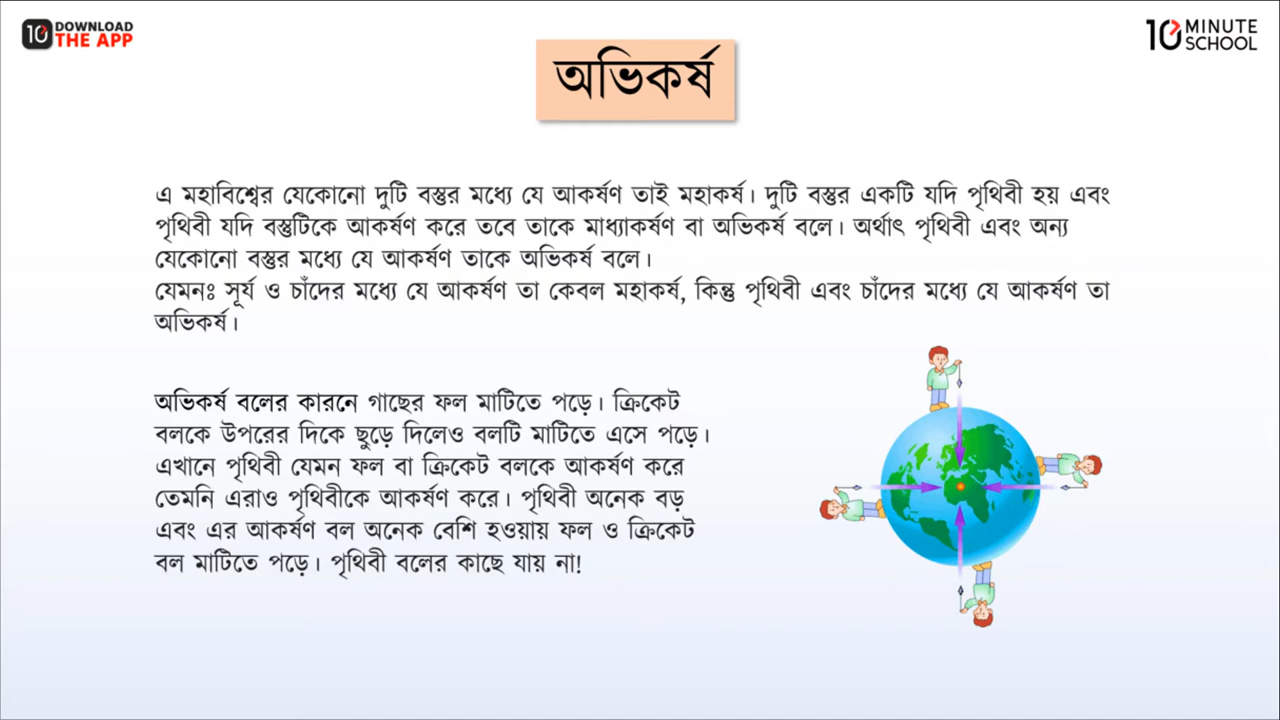 DOWNLOAD
THE APP
10 MINUTE
SCHOOL
অভিকর্ষ
এ মহাবিশ্বের যেকোনো দুটি বস্তুর মধ্যে যে আকর্ষণ তাই মহাকর্ষ। দুটি বস্তুর একটি যদি পৃথিবী হয় এবং
পৃথিবী যদি বস্তুটিকে আকর্ষণ করে তবে তাকে মাধ্যাকর্ষণ বা অভিকর্ষ বলে। অর্থাৎ পৃথিবী এবং অন্য
যেকোনো বস্তুর মধ্যে যে আকর্ষণ তাকে অভিকর্ষ বলে।
যেমনঃ সূর্য ও চাঁদের মধ্যে যে আকর্ষণ তা কেবল মহাকর্ষ, কিন্তু পৃথিবী এবং চাঁদের মধ্যে যে আকর্ষণ তা
অভিকর্ষ।
অভিকর্ষ বলের কারনে গাছের ফল মাটিতে পড়ে। ক্রিকেট
বলকে উপরের দিকে ছুড়ে দিলেও বলটি মাটিতে এসে পড়ে।
এখানে পৃথিবী যেমন ফল বা ক্রিকেট বলকে আকর্ষণ করে
তেমনি এরাও পৃথিবীকে আকর্ষণ করে। পৃথিবী অনেক বড়
এবং এর আকর্ষণ বল অনেক বেশি হওয়ায় ফল ও ক্রিকেট
বল মাটিতে পড়ে। পৃথিবী বলের কাছে যায় না!